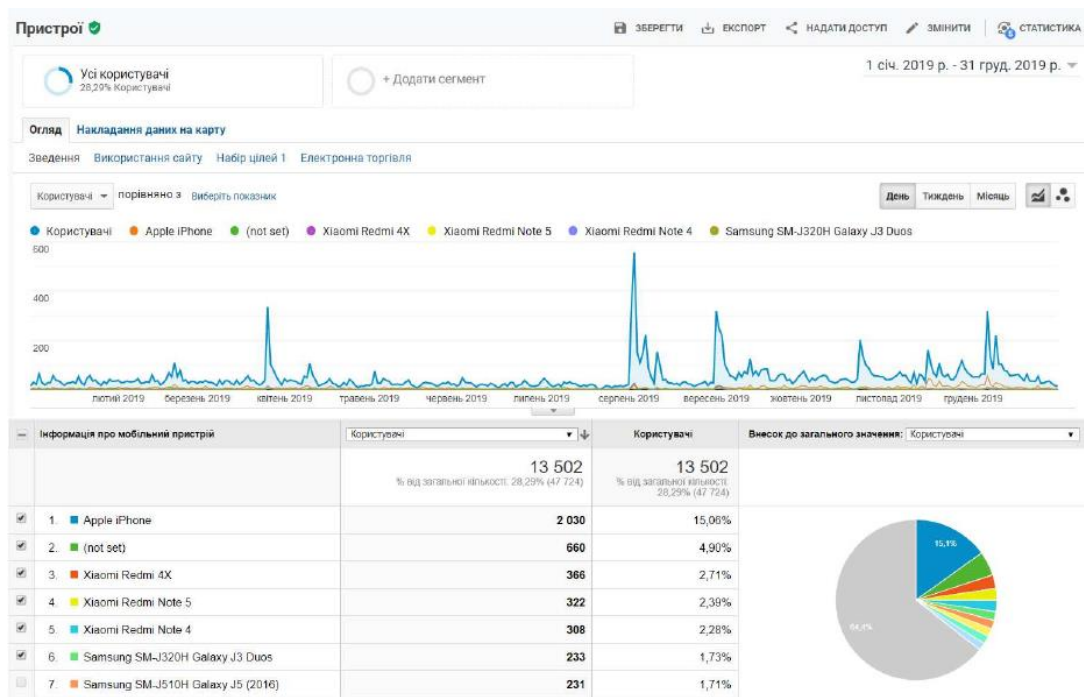 Пристрої
ЗБЕРЕГТИ ЕКСПОРТ НАДАТИ ДОСТУП ЗМІНИТИ СТАТИСТИКА
Усі користувачі
28,29% Користувачі
+ Додати сегмент
1 січ. 2019 р. - 31 груд. 2019 р.
Огляд Накладання даних на карту
Зведення Використання сайту Набір цілей 1 Електронна торгівля
Користувачі порівняно з Виберіть показник
День Тиждень Місяць
Користувачі Apple iPhone (not set) Xiaomi Redmi 4X Xiaomi Redmi Note 5 Xiaomi Redmi Note 4 Samsung SM-J320H Galaxy J3 Duos
600
400
200
лютий 2019 березень 2019 квітень 2019 травень 2019 червень 2019 липень 2019 серпень 2019 вересень 2019 жовтень 2019 листопад 2019 грудень 2019
Інформація про мобільний пристрій Користувачі Користувачі Внесок до загального значення: Користувачі
13 502 13 502
% від загальної кількості: 28,29% (47 724) % від загальної кількості:
28,29% (47 724)
1. Apple iPhone 2 030 15,06%
2. (not set) 660 4,90%
3. Xiaomi Redmi 4X 366 2,71%
4. Xiaomi Redmi Note 5 322 2,39%
5. Xiaomi Redmi Note 4 308 2,28%
6. Samsung SM-J320H Galaxy J3 Duos 233 1,73%
7. Samsung SM-J510H Galaxy J5 (2016) 231 1,71%
15,1%
64,4%